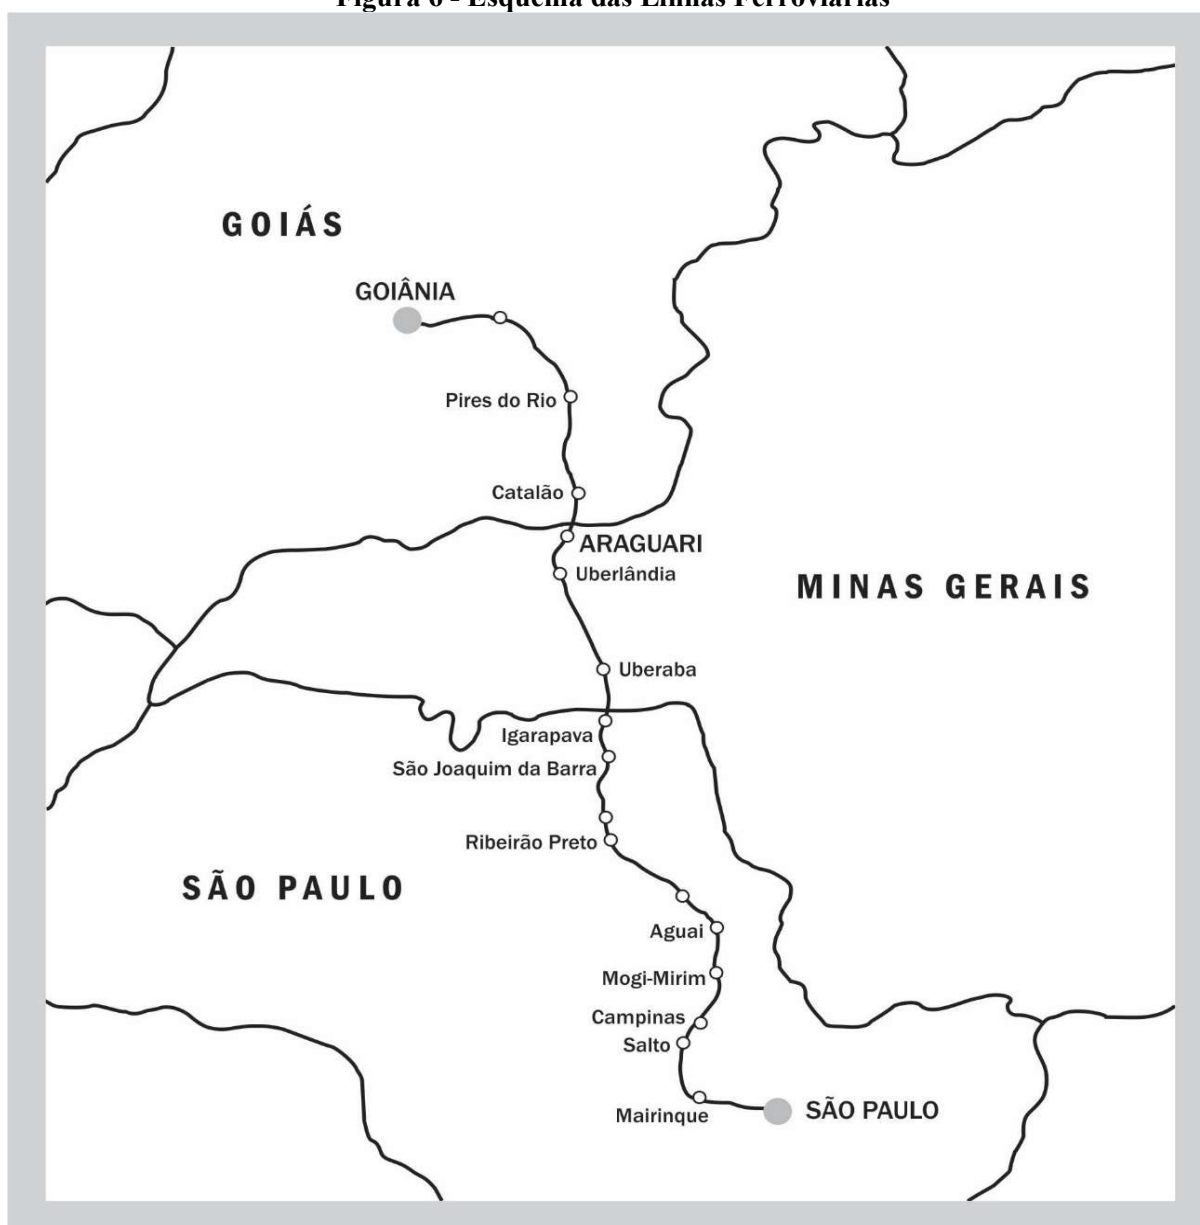 Figura 6 - Esquema das Linhas Ferroviárias
GOIÁS
GOIÂNIA
Pires do Rio
Catalão
ARAGUARI
Uberlândia
MINAS GERAIS
Uberaba
Igarapava
São Joaquim da Barra
Ribeirão Preto
SÃO PAULO
Aguai
Mogi-Mirim
Campinas
Salto
Mairinque
SÃO PAULO